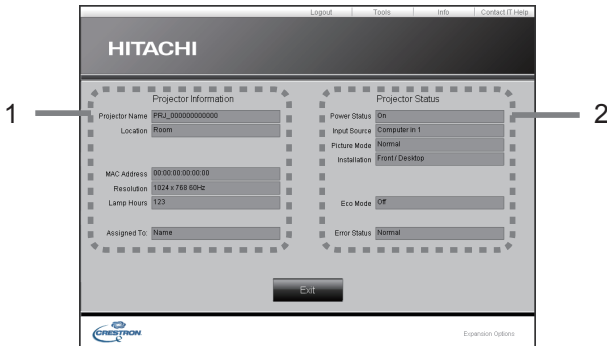 Logout Tools Info Contact IT Help
HITACHI
1
Projector Information
Projector Name PRJ_000000000000
Location Room
MAC Address 00:00:00:00:00:00
Resolution 1024 x 768 60Hz
Lamp Hours 123
Assigned To: Name
2
Projector Status
Power Status On
Input Source Computer in 1
Picture Mode Normal
Installation Front / Desktop
Eco Mode Off
Error Status Normal
Exit
CRESTRON
Expansion Options